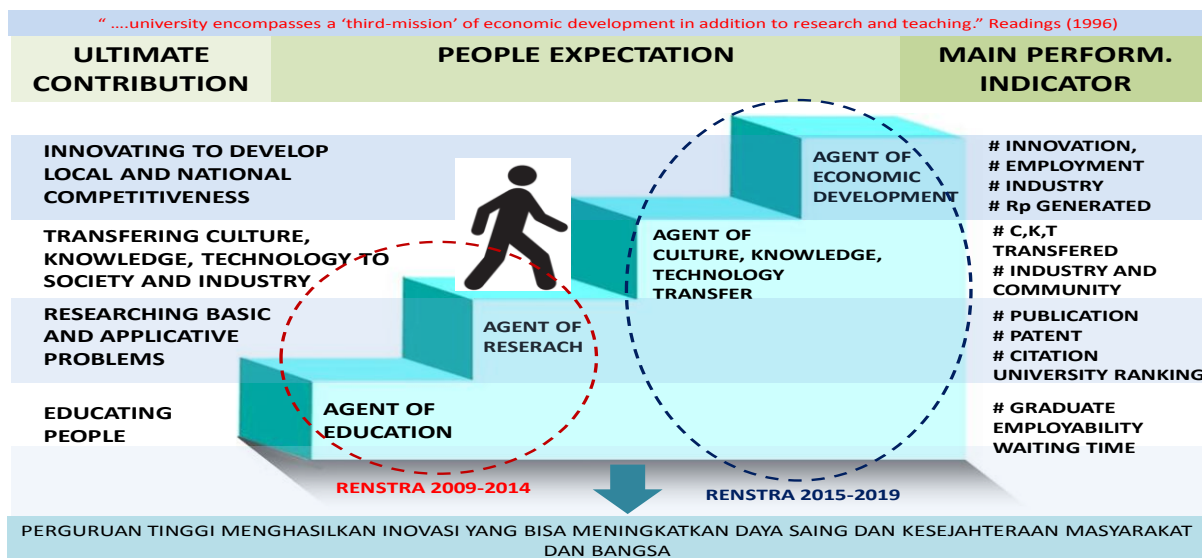 “ ….university encompasses a ‘third-mission’ of economic development in addition to research and teaching.” Readings (1996)
ULTIMATE
CONTRIBUTION
PEOPLE EXPECTATION
MAIN PERFORM.
INDICATOR
INNOVATING TO DEVELOP
LOCAL AND NATIONAL
COMPETITIVENESS
AGENT OF
ECONOMIC
DEVELOPMENT
# INNOVATION,
# EMPLOYMENT
# INDUSTRY
# Rp GENERATED
TRANSFERING CULTURE,
KNOWLEDGE, TECHNOLOGY TO
SOCIETY AND INDUSTRY
AGENT OF
CULTURE, KNOWLEDGE,
TECHNOLOGY
TRANSFER
# C,K,T
TRANSFERED
# INDUSTRY AND
COMMUNITY
RESEARCHING BASIC
AND APPLICATIVE
PROBLEMS
AGENT OF
RESERACH
# PUBLICATION
# PATENT
# CITATION
UNIVERSITY RANKING
EDUCATING
PEOPLE
AGENT OF
EDUCATION
# GRADUATE
EMPLOYABILITY
WAITING TIME
RENSTRA 2009-2014
RENSTRA 2015-2019
PERGURUAN TINGGI MENGHASILKAN INOVASI YANG BISA MENINGKATKAN DAYA SAING DAN KESEJAHTERAAN MASYARAKAT
DAN BANGSA